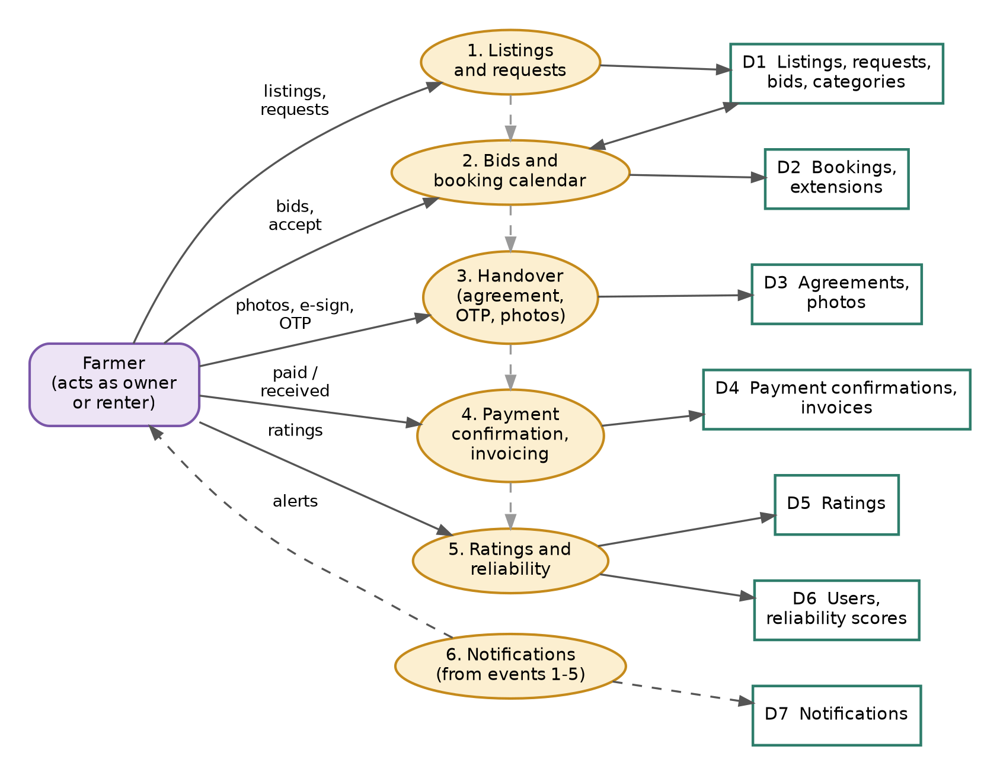 1. Listings
and requests
D1  Listings, requests,
bids, categories
listings,
requests
2. Bids and
booking calendar
D2  Bookings,
extensions
bids,
accept
3. Handover
(agreement,
OTP, photos)
D3  Agreements,
photos
photos, e-sign,
OTP
Farmer
(acts as owner
or renter)
paid /
received
4. Payment
confirmation,
invoicing
D4  Payment confirmations,
invoices
ratings
alerts
D5  Ratings
5. Ratings and
reliability
D6  Users,
reliability scores
6. Notifications
(from events 1-5)
D7  Notifications